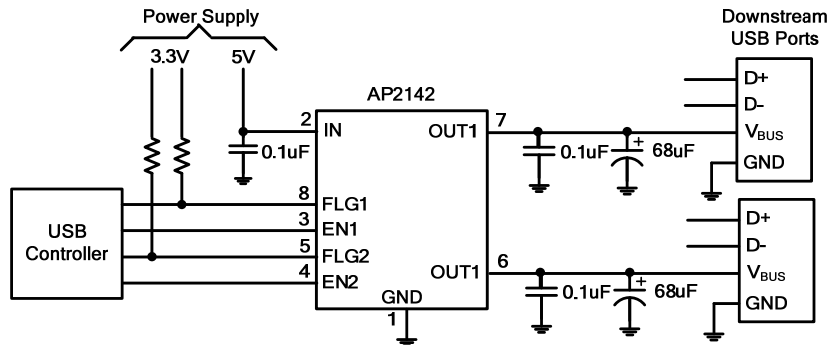 Power Supply
3.3V 5V
Downstream
USB Ports
AP2142
2 IN
0.1uF
OUT1 7
0.1uF 68uF
+
D+
D-
VBUS
GND
USB
Controller
8 FLG1
3 EN1
5 FLG2
4 EN2
GND
1
OUT1 6
0.1uF 68uF
+
D+
D-
VBUS
GND